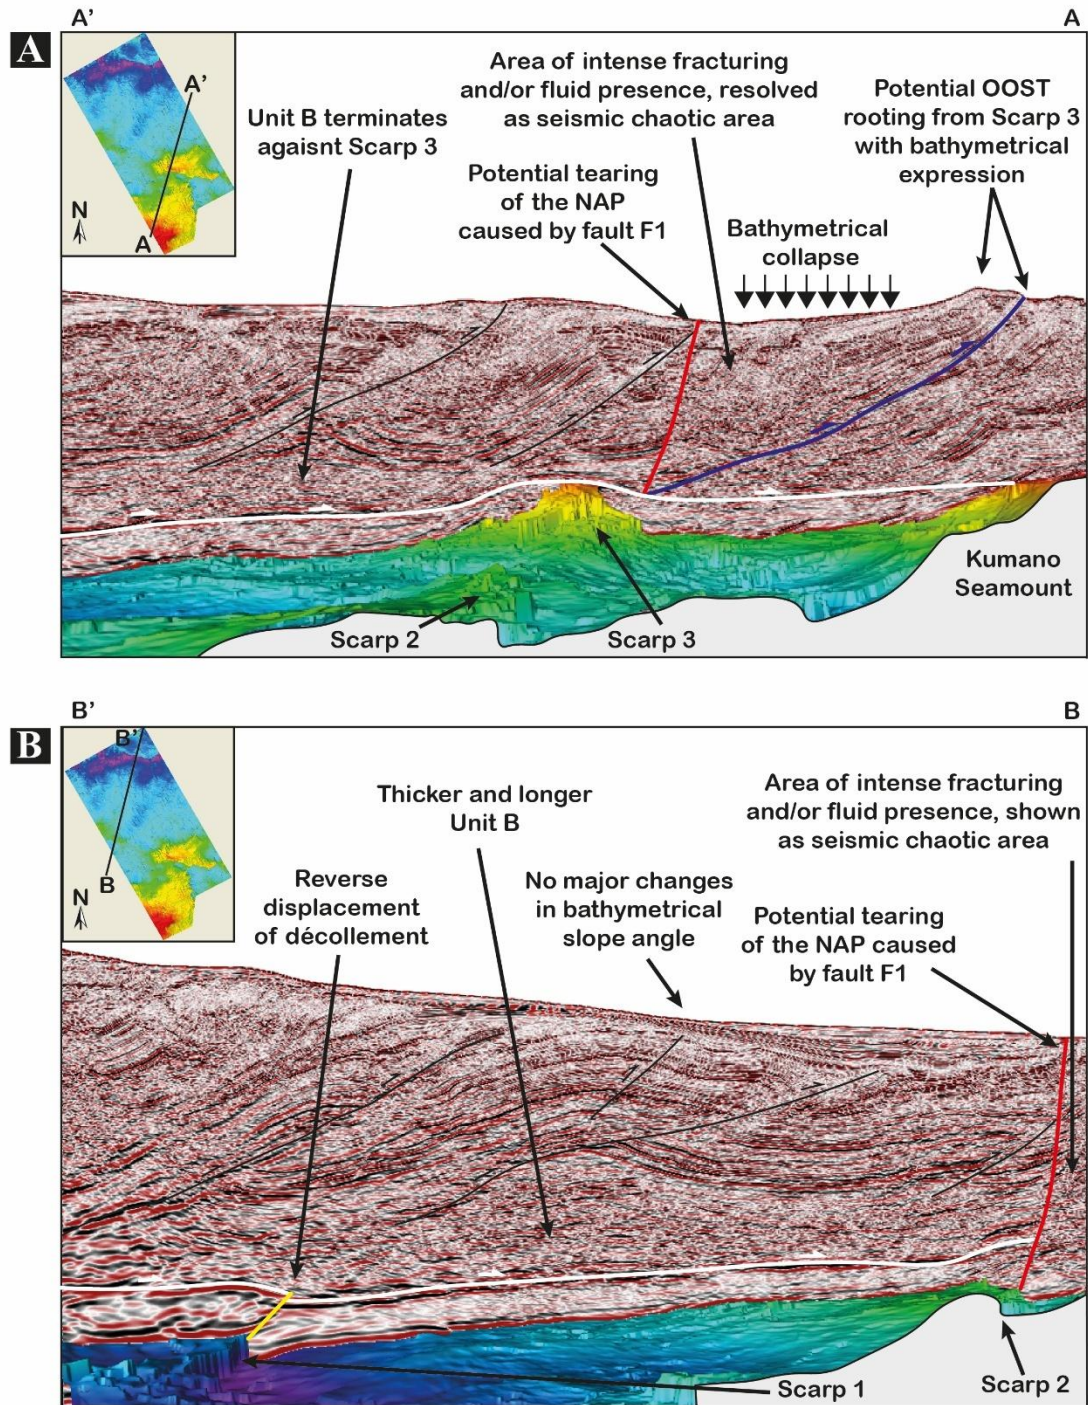 A'
A
A
A'
A
N
Unit B terminates
agaisnt Scarp 3
Area of intense fracturing
and/or fluid presence, resolved
as seismic chaotic area
Potential tearing
of the NAP
caused by fault F1
Bathymetrical
collapse
Potential OOST
rooting from Scarp 3
with bathymetrical
expression
Kumano
Seamount
Scarp 2
Scarp 3
B'
B
B
B'
B
N
Thicker and longer
Unit B
Reverse
displacement
of décollement
No major changes
in bathymetrical
slope angle
Area of intense fracturing
and/or fluid presence, shown
as seismic chaotic area
Potential tearing
of the NAP caused
by fault F1
Scarp 1
Scarp 2